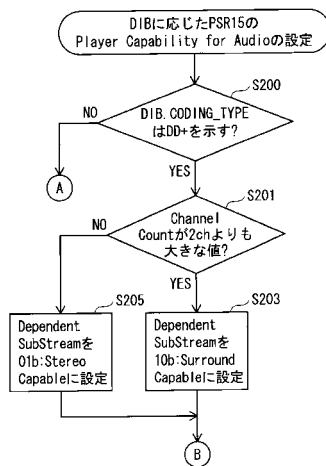 DIBに応じたPSR15の
Player Capability for Audioの設定
S200
DIB.CODING_TYPE
はDD+を示す?
NO
YES
A
S201
Channel
Countが2chよりも
大きな値?
NO
YES
S205
Dependent
SubStreamを
01b:Stereo
Capableに設定
S203
Dependent
SubStreamを
10b:Surround
Capableに設定
B